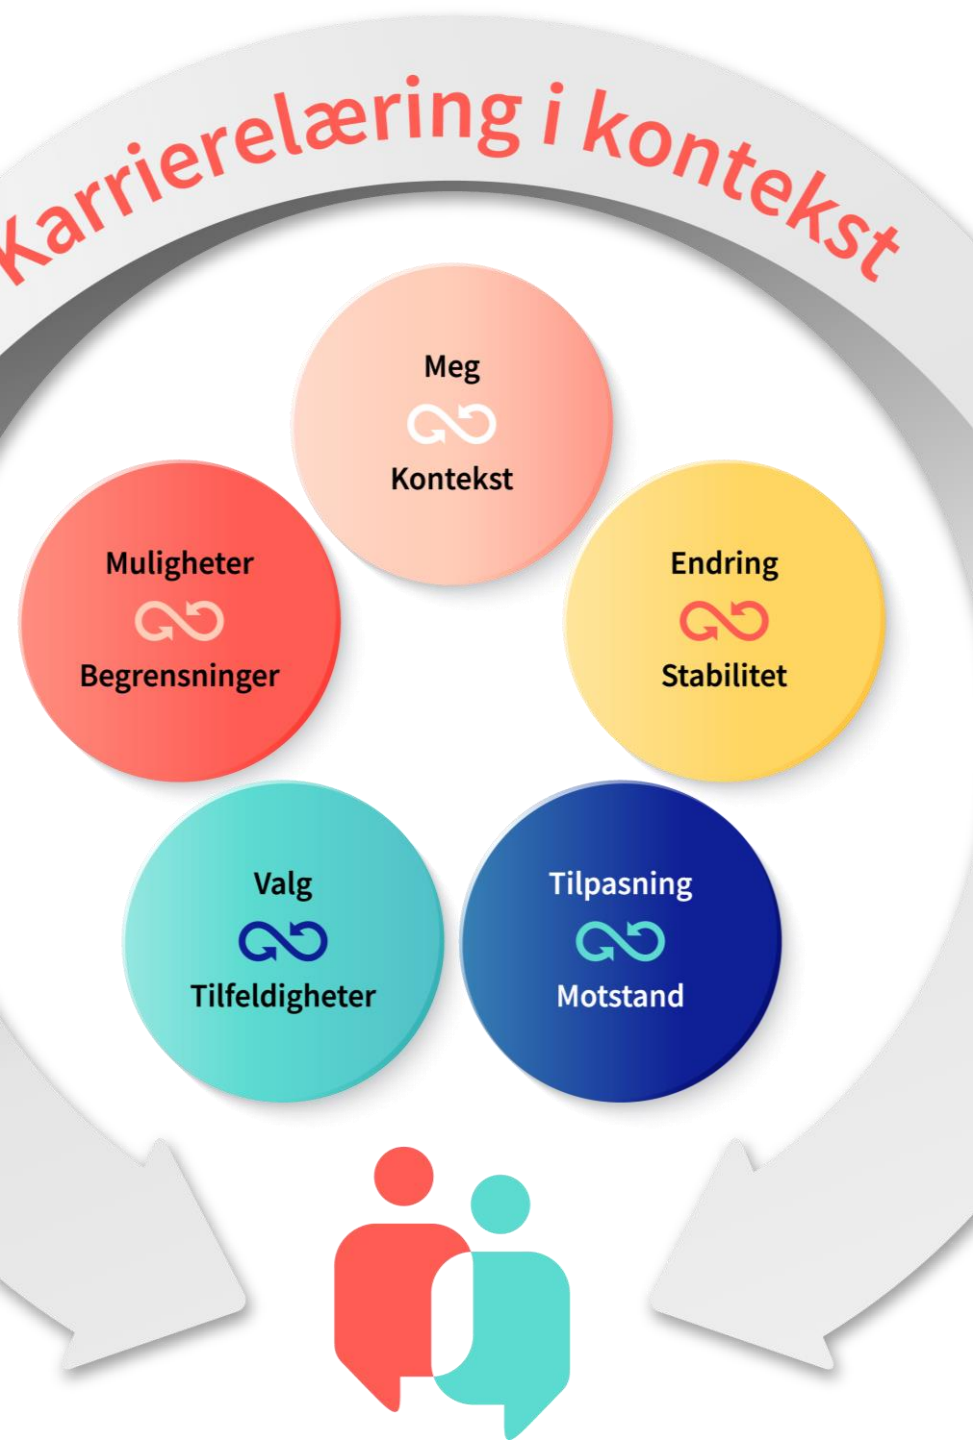 Karrierelæring i kontekst
Meg
Kontekst
Muligheter
Begrensninger
Endring
Stabilitet
Valg
Tilfeldigheter
Tilpasning
Motstand